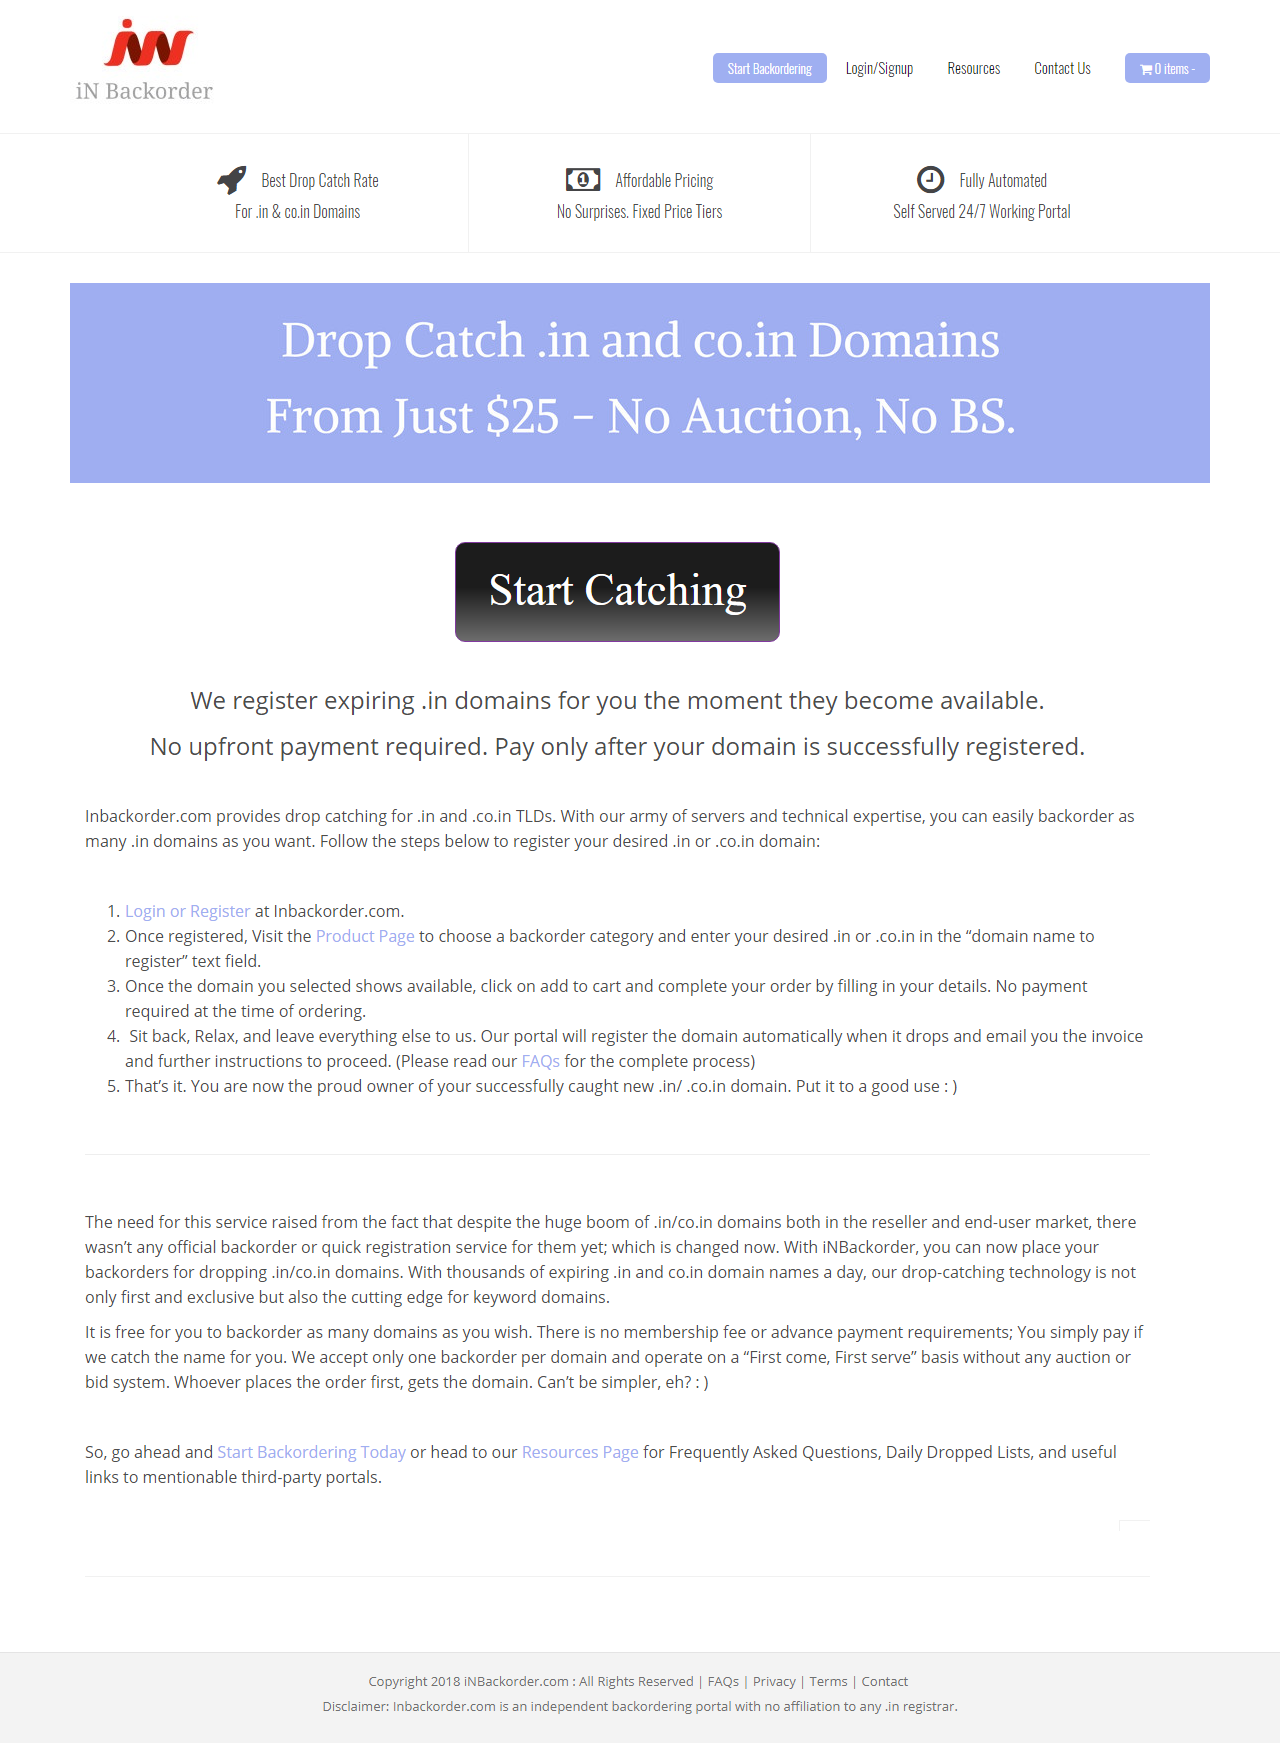 iN Backorder
Start Backordering
Login/Signup
Resources
Contact Us
0 items -
Best Drop Catch Rate
For .in & co.in Domains
Affordable Pricing
No Surprises. Fixed Price Tiers
Fully Automated
Self Served 24/7 Working Portal
Drop Catch .in and co.in Domains
From Just $25 - No Auction, No BS.
Start Catching
We register expiring .in domains for you the moment they become available.
No upfront payment required. Pay only after your domain is successfully registered.
Inbackorder.com provides drop catching for .in and .co.in TLDs. With our army of servers and technical expertise, you can easily backorder as
many .in domains as you want. Follow the steps below to register your desired .in or .co.in domain:
1. Login or Register at Inbackorder.com.
2. Once registered, Visit the Product Page to choose a backorder category and enter your desired .in or .co.in in the “domain name to
register” text field.
3. Once the domain you selected shows available, click on add to cart and complete your order by filling in your details. No payment
required at the time of ordering.
4. Sit back, Relax, and leave everything else to us. Our portal will register the domain automatically when it drops and email you the invoice
and further instructions to proceed. (Please read our FAQs for the complete process)
5. That’s it. You are now the proud owner of your successfully caught new .in/ .co.in domain. Put it to a good use : )
The need for this service raised from the fact that despite the huge boom of .in/co.in domains both in the reseller and end-user market, there
wasn’t any official backorder or quick registration service for them yet; which is changed now. With iNBackorder, you can now place your
backorders for dropping .in/co.in domains. With thousands of expiring .in and co.in domain names a day, our drop-catching technology is not
only first and exclusive but also the cutting edge for keyword domains.
It is free for you to backorder as many domains as you wish. There is no membership fee or advance payment requirements; You simply pay if
we catch the name for you. We accept only one backorder per domain and operate on a “First come, First serve” basis without any auction or
bid system. Whoever places the order first, gets the domain. Can’t be simpler, eh? : )
So, go ahead and Start Backordering Today or head to our Resources Page for Frequently Asked Questions, Daily Dropped Lists, and useful
links to mentionable third-party portals.
Copyright 2018 iNBackorder.com : All Rights Reserved | FAQs | Privacy | Terms | Contact
Disclaimer: Inbackorder.com is an independent backordering portal with no affiliation to any .in registrar.